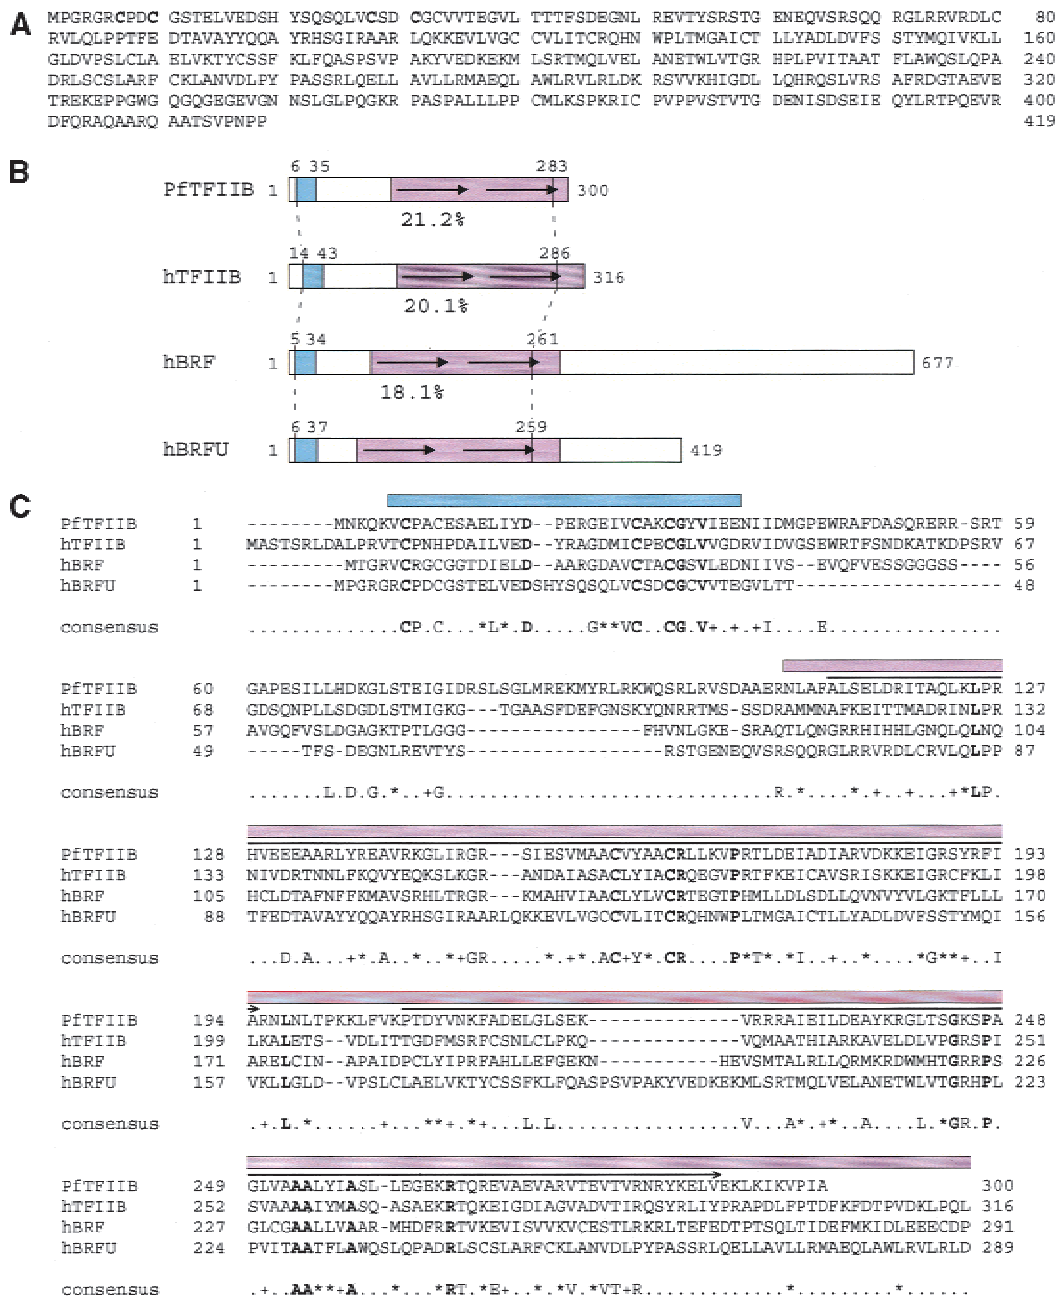 A
MPGRGRCPDC GSTELVEDSH YSQSQLVCSD CGCVVTEGVL TTTFSDEGNL REVTYSRSTG ENEQVSRSQQ RGLRRVRDLC 80
RVLQLPPTFE DTAVAYYQQA YRHSGIRAAR LQKKEVLVGC CVLITCRQHN WPLTMGAICT LLYADLDVFS STYMQIVKLL 160
GLDVPSLCLA ELVKTYCSSF KLFQASPSVP AKYVEDKEKM LSRTMQLVEL ANETWLVTGR HPLPVITAAT FLAWQSLQPA 240
DRLSCSLARF CKLANVDLPY PASSRLQELL AVLLRMAEQL AWLRVLRLDK RSVVKHIGDL LQHRQSLVRS AFRDGTAEVE 320
TREKEPPGWG QGQGEGEVGN NSLGLPQGKR PASPALLLPP CMLKSPKRIC PVPPVSTVTG DENISDSEIE QYLRTPQEVR 400
DFQRAQAARQ AATSVPNPP 419
B
6 35 283
PfTFIIB 1 300
21.2%
14 43 286
hTFIIB 1 316
20.1%
5 34 261
hBRF 1 677
18.1%
6 37 259
hBRFU 1 419
C
PfTFIIB 1 --------MNKQKVCPACESAELIYD--PERGEIVCAKCGYVIEENIIDMGPEWRAFDASQRERR-SRT 59
hTFIIB 1 MASTSRLDALPRVTCPNHPDAILVED--YRAGDMICPECGLVVGDRVIDVGSEWRTFSNDKATKDPSRV 67
hBRF 1 ---------MTGRVCRGCGGTDIELD--AARGDAVCTACGSVLEDNIIVS--EVQFVESSGGGSS---- 56
hBRFU 1 --------MPGRGRCPDCGSTELVEDSHYSQSQLVCSDCGCVVTEGVLTT------------------- 48
consensus ..............CP.C...*L*.D.....G**VC..CG.V+.+.+I....E................
PfTFIIB 60 GAPESILLHDKGLSTEIGIDRSLSGLMREKMYRLRKWQSRLRVSDAAERNLAFALSELDRITAQLKLPR 127
hTFIIB 68 GDSQNPLLSDGDLSTMIGKG---TGAASFDEFGNSKYQNRRTMS-SSDRAMMNAFKEITTMADRINLPR 132
hBRF 57 AVGQFVSLDGAGKTPTLGGG----------------FHVNLGKE-SRAQTLQNGRRHIHHLGNQLQLNQ 104
hBRFU 49 -----TFS-DEGNLREVTYS------------------RSTGENEQVSRSQQRGLRRVRDLCRVLQLPP 87
consensus .......L.D.G.*..+G..............................R.*....*.+..+...+*LP.
PfTFIIB 128 HVEEEAARLYREAVRKGLIRGR---SIESVMAACVYAACRLLKVPRTLDEIADIARVDKKEIGRSYRFI 193
hTFIIB 133 NIVDRTNNLFKQVYEQKSLKGR---ANDAIASACLYIACRQEGVPRTFKEICAVSRISKKEIGRCFKLI 198
hBRF 105 HCLDTAFNFFKMAVSRHLTRGR---KMAHVIAACLYLVCRTEGTPHMLLDLSDLLQVNVYVLGKTFLLL 170
hBRFU 88 TFEDTAVAYYQQAYRHSGIRAARLQKKEVLVGCCVLITCRQHNWPLTMGAICTLLYADLDVFSSTYMQI 156
consensus ...D.A...+*.A..*..*+GR.....*.+*.AC+Y*.CR....P*T*.*I..+....*...*G**+..I
PfTFIIB 194 ARNLNLTPKKLFVKPTDYVNKFADELGLSEK--------------VRRRAIEILDEAYKRGLTSGKSPA 248
hTFIIB 199 LKALETS--VDLITTGDFMSRFCSNLCLPKQ--------------VQMAATHIARKAVELDLVPGRSPI 251
hBRF 171 ARELCIN--APAIDPCLYIPRFAHLLEFGEKN------------HEVSMTALRLLQRMKRDWMHTGRRPS 226
hBRFU 157 VKLLGLD--VPSLCLAELVKTYCSSFKLFQASPSVPAKYVEDKEKMLSRTMQLVELANETWLVTGRHPL 223
consensus .+.L.*.......+...**+.*+...L.L.................V...A*.+*..A....L.*GR.P.
PfTFIIB 249 GLVAAALYIASL-LEGEKRTQREVAEVARVTEVTVRNRYKELVEKLKIKVPIA 300
hTFIIB 252 SVAAAAIYMASQ-ASAEKRTQKEIGDIAGVADVTIRQSYRLIYPRAPDLFPTDFKFDTPVDKLPQL 316
hBRF 227 GLCGAALLVAAR-MHDFRRTVKEVISVVKVCESTLRKRLTEFEDTPTSQLTIDEFMKIDLEEECDP 291
hBRFU 224 PVITAATFLAWQSLQPADRLSCSLARFCKLANVDLPYPASSRLQELLAVLLRMAEQLAWLRVLRLD 289
consensus .+..AA**+A...*....*RT.*E+..*.*V.*VT+R.............*.........*......